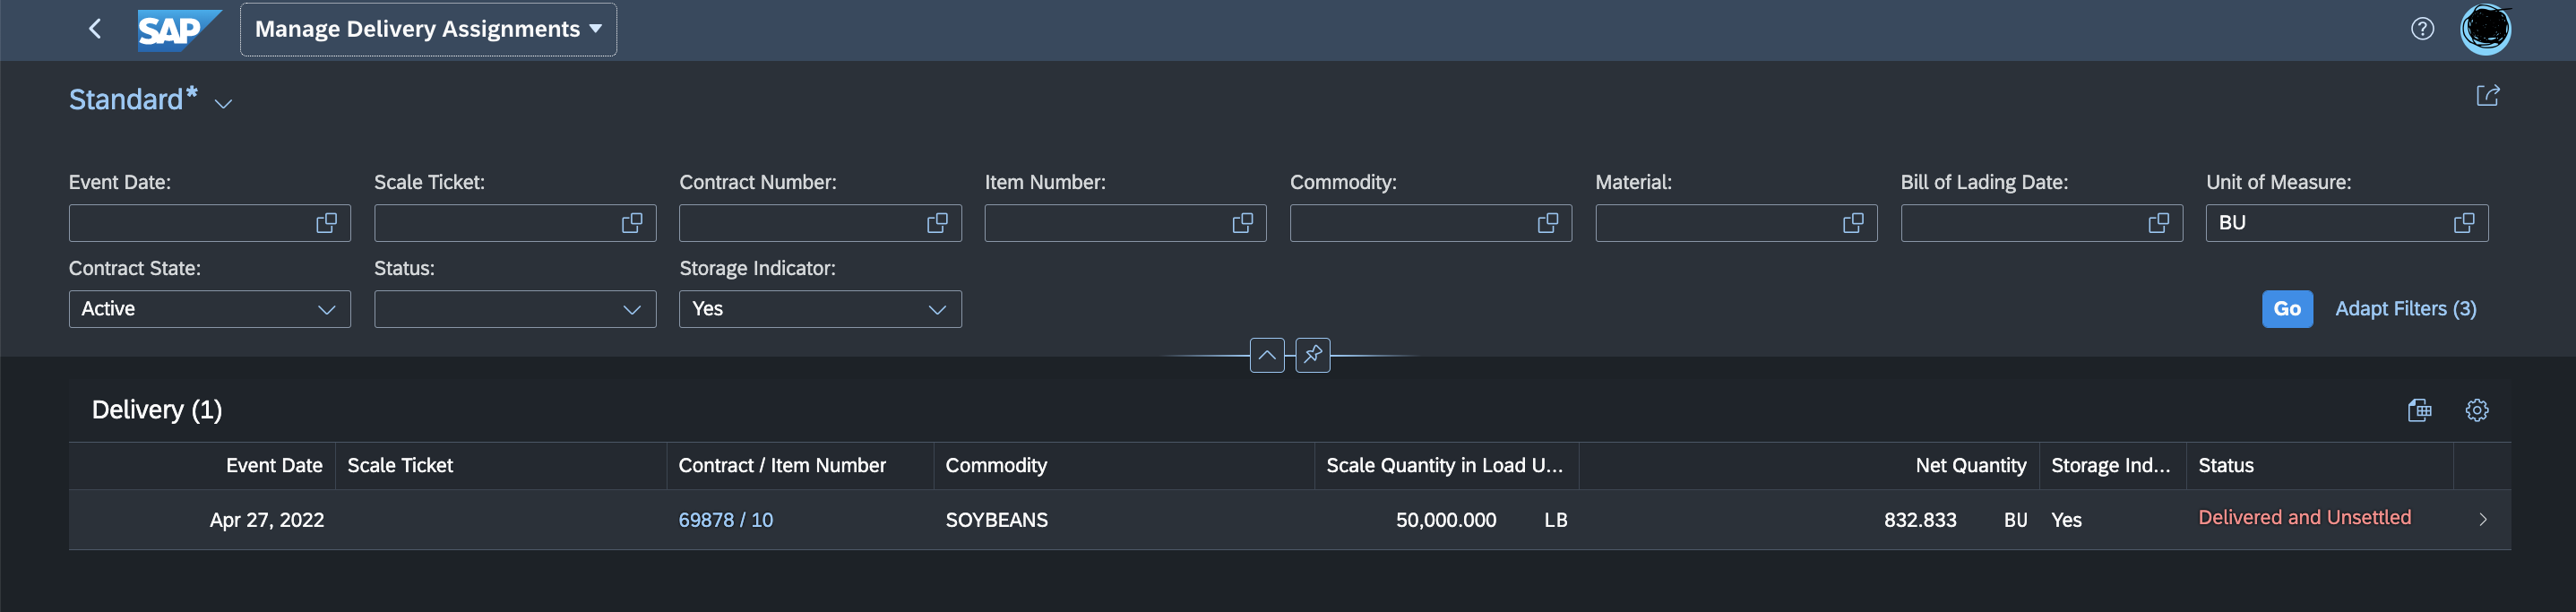 SAP Manage Delivery Assignments
Standard*
Event Date: Scale Ticket: Contract Number: Item Number: Commodity: Material: Bill of Lading Date: Unit of Measure:
BU
Contract State: Status: Storage Indicator:
Active Yes Go Adapt Filters (3)
Delivery (1)
Event Date Scale Ticket Contract / Item Number Commodity Scale Quantity in Load U... Net Quantity Storage Ind... Status
Apr 27, 2022 69878 / 10 SOYBEANS 50,000.000 LB 832.833 BU Yes Delivered and Unsettled